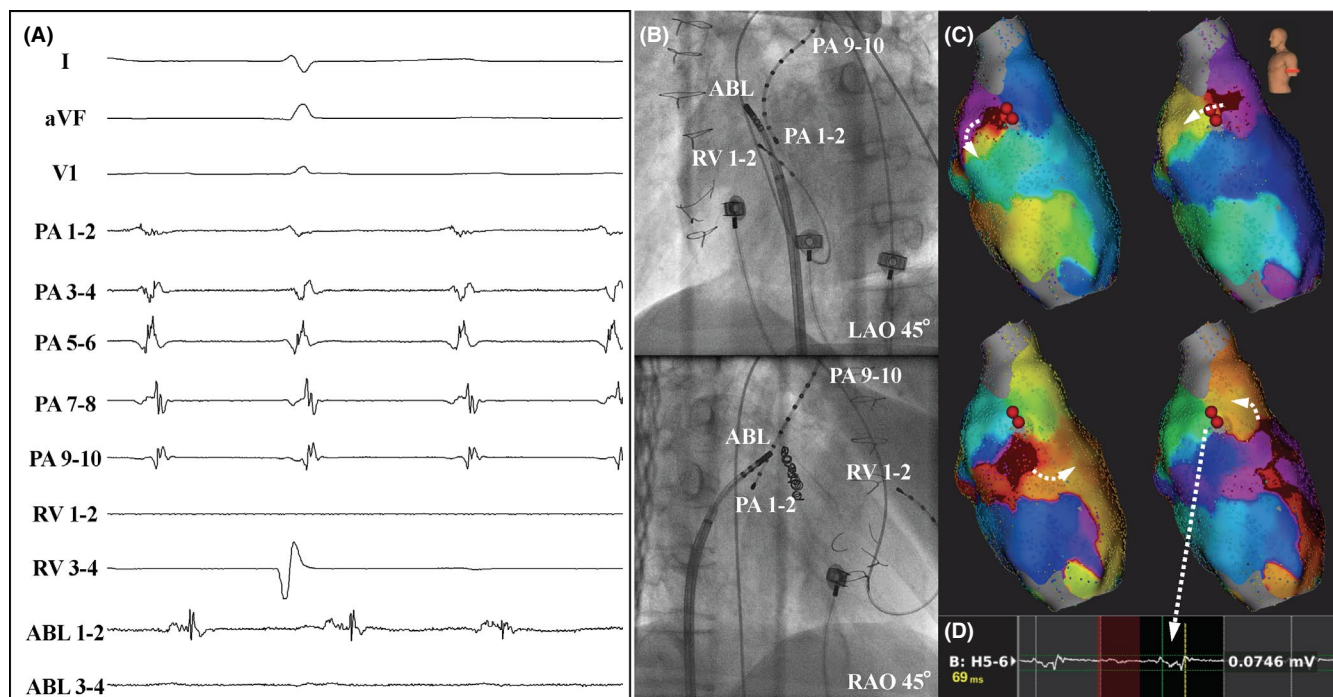 (A)
I
aVF
V1
PA 1-2
PA 3-4
PA 5-6
PA 7-8
PA 9-10
RV 1-2
RV 3-4
ABL 1-2
ABL 3-4
(B)
PA 9-10
ABL
PA 1-2
RV 1-2
LAO 45°
PA 9-10
ABL
RV 1-2
PA 1-2
RAO 45°
(C)
(D)
B: H5-6
69 ms
0.0746 mV